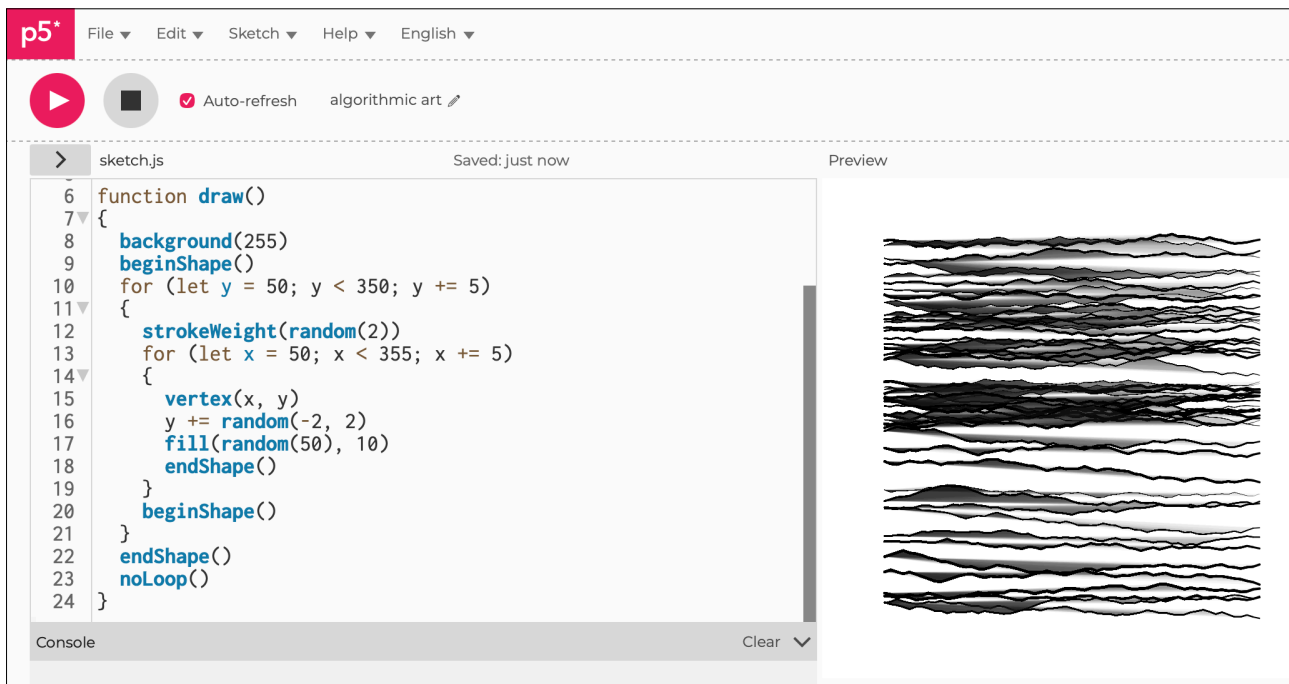 p5* File Edit Sketch Help English
Auto-refresh algorithmic art
sketch.js Saved: just now Preview
6 function draw()
7 {
8 background(255)
9 beginShape()
10 for (let y = 50; y < 350; y += 5)
11 {
12 strokeWeight(random(2))
13 for (let x = 50; x < 355; x += 5)
14 {
15 vertex(x, y)
16 y += random(-2, 2)
17 fill(random(50), 10)
18 endShape()
19 }
20 beginShape()
21 }
22 endShape()
23 noLoop()
24 }
Console Clear